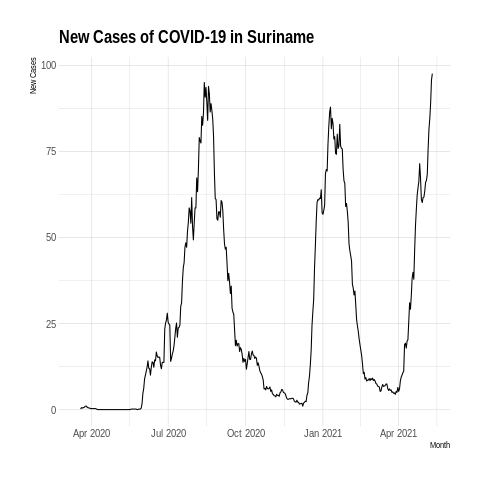 New Cases of COVID-19 in Suriname
New Cases
100
75
50
25
0
Apr 2020 Jul 2020 Oct 2020 Jan 2021 Apr 2021
Month